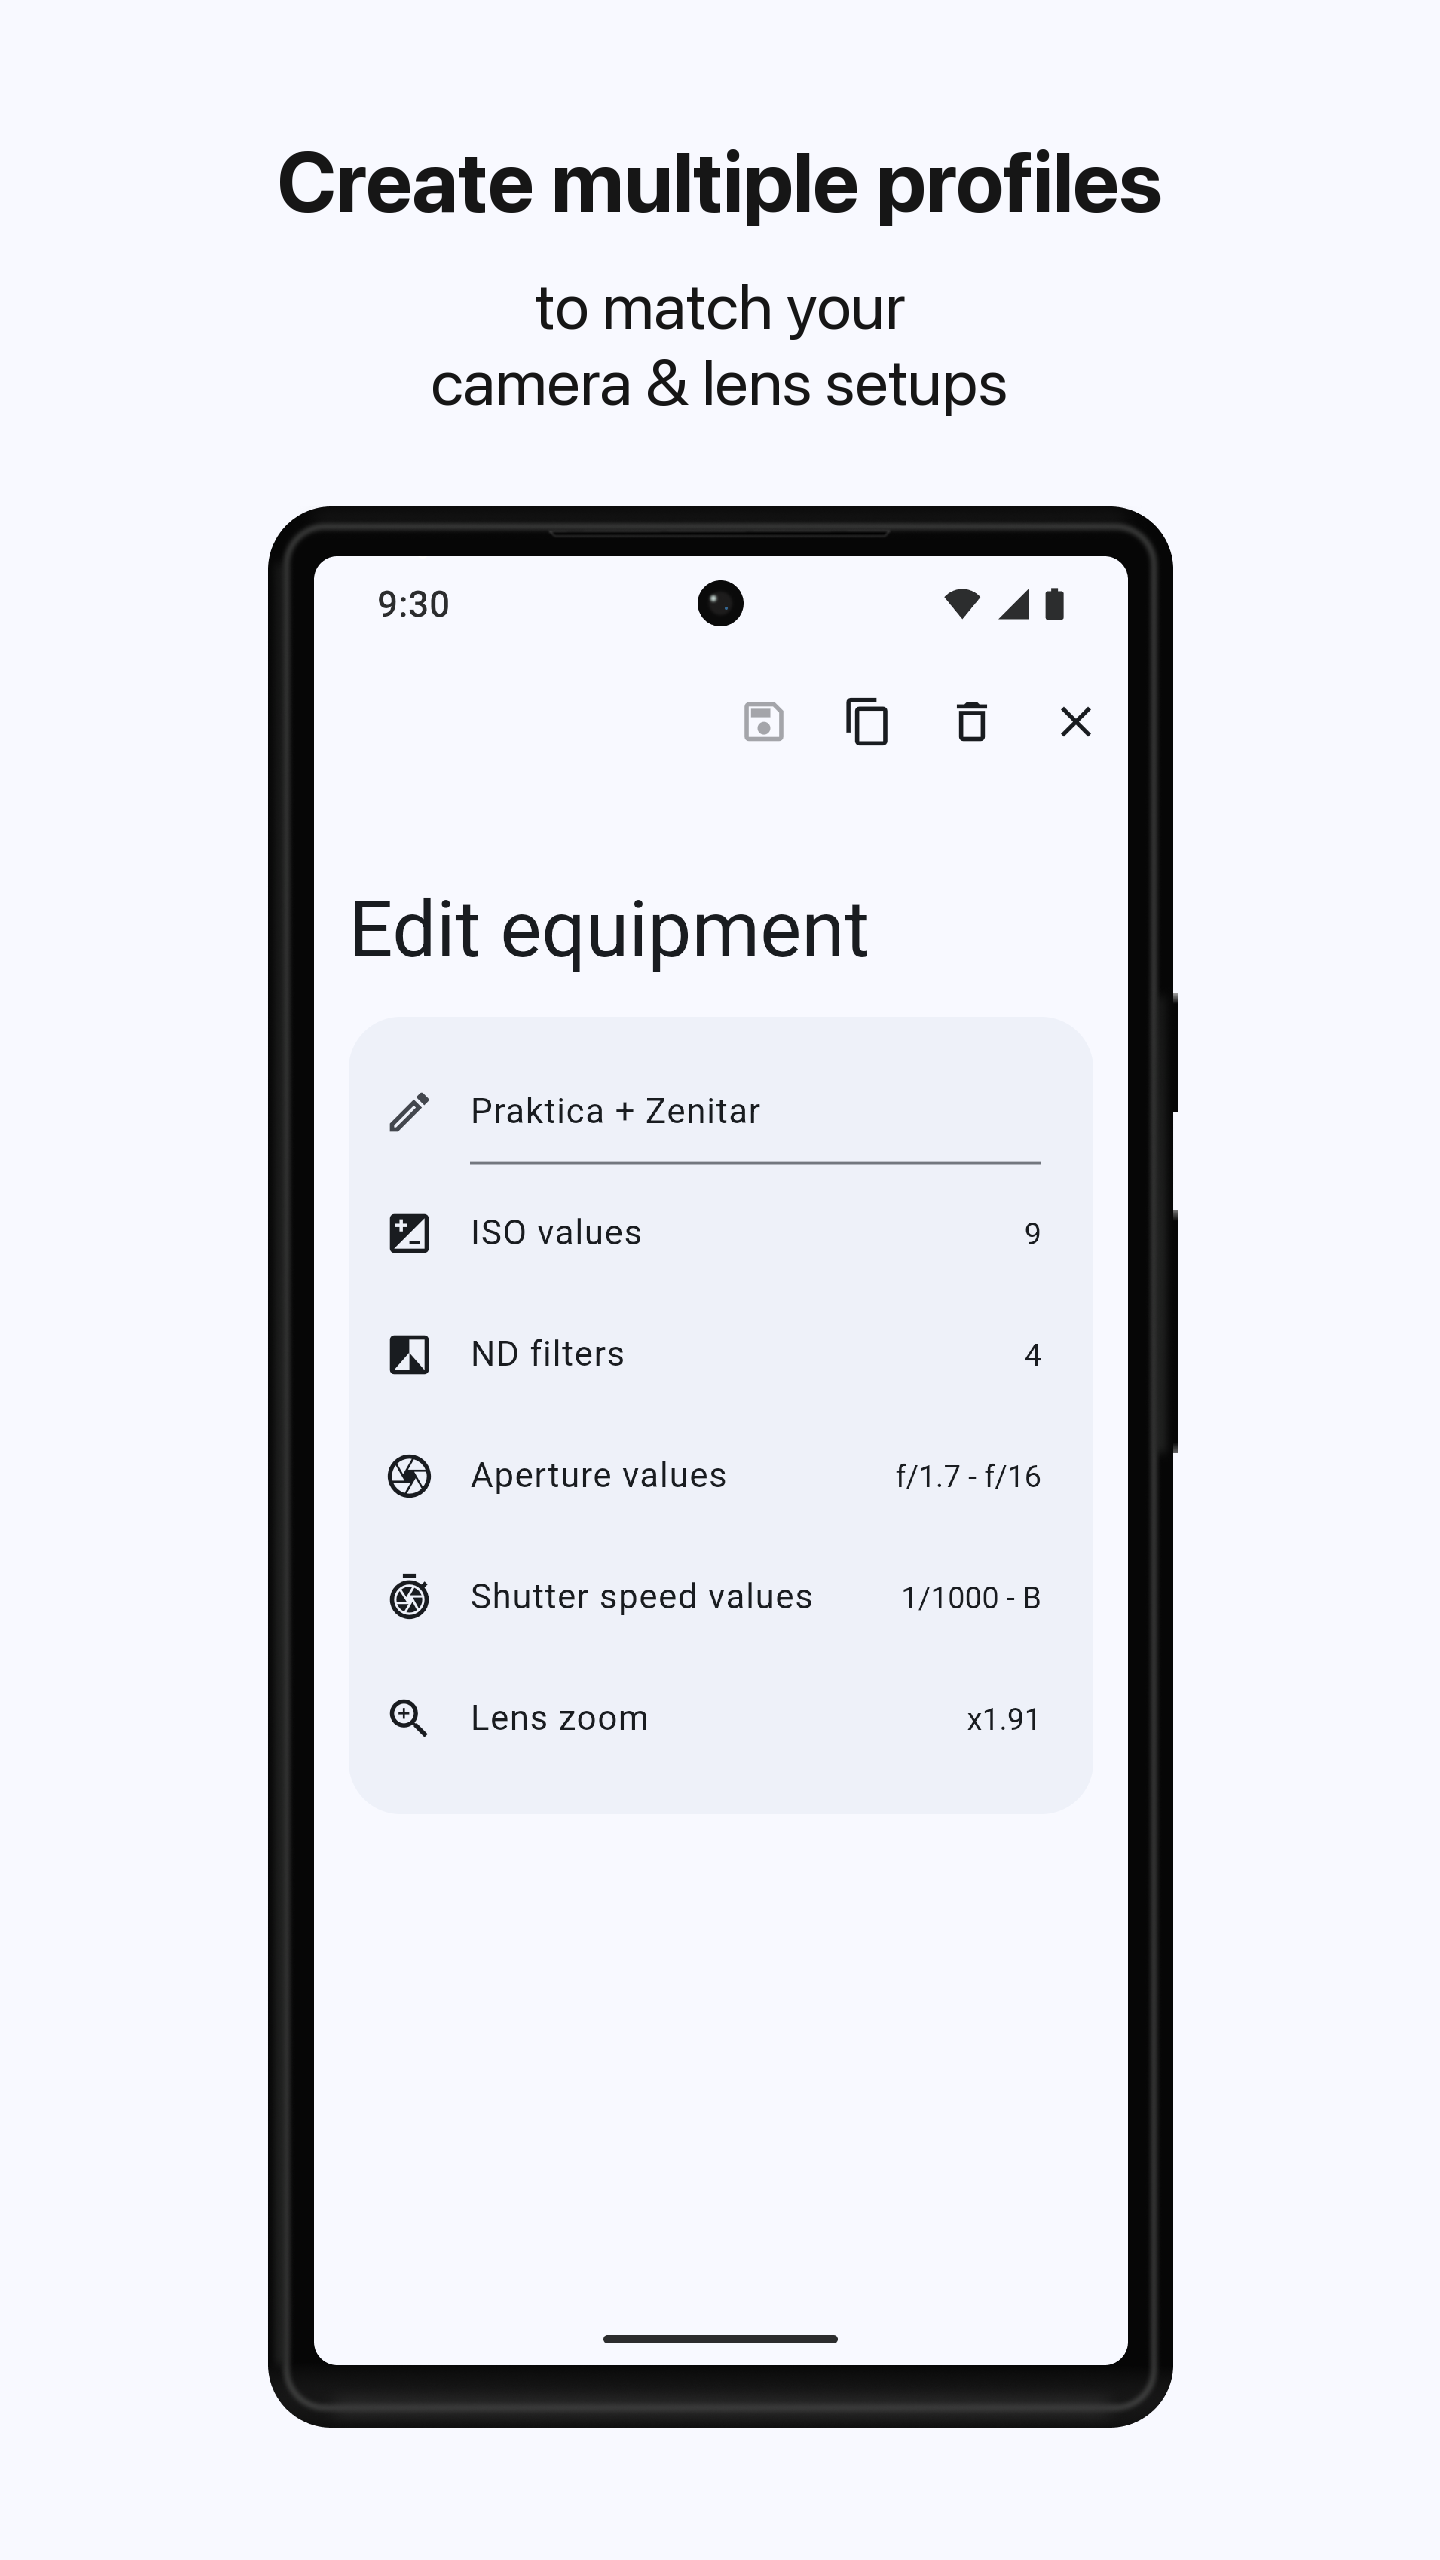 Create multiple profiles
to match your
camera & lens setups
9:30
Edit equipment
Praktica + Zenitar
ISO values 9
ND filters 4
Aperture values f/1.7 - f/16
Shutter speed values 1/1000 - B
Lens zoom x1.91